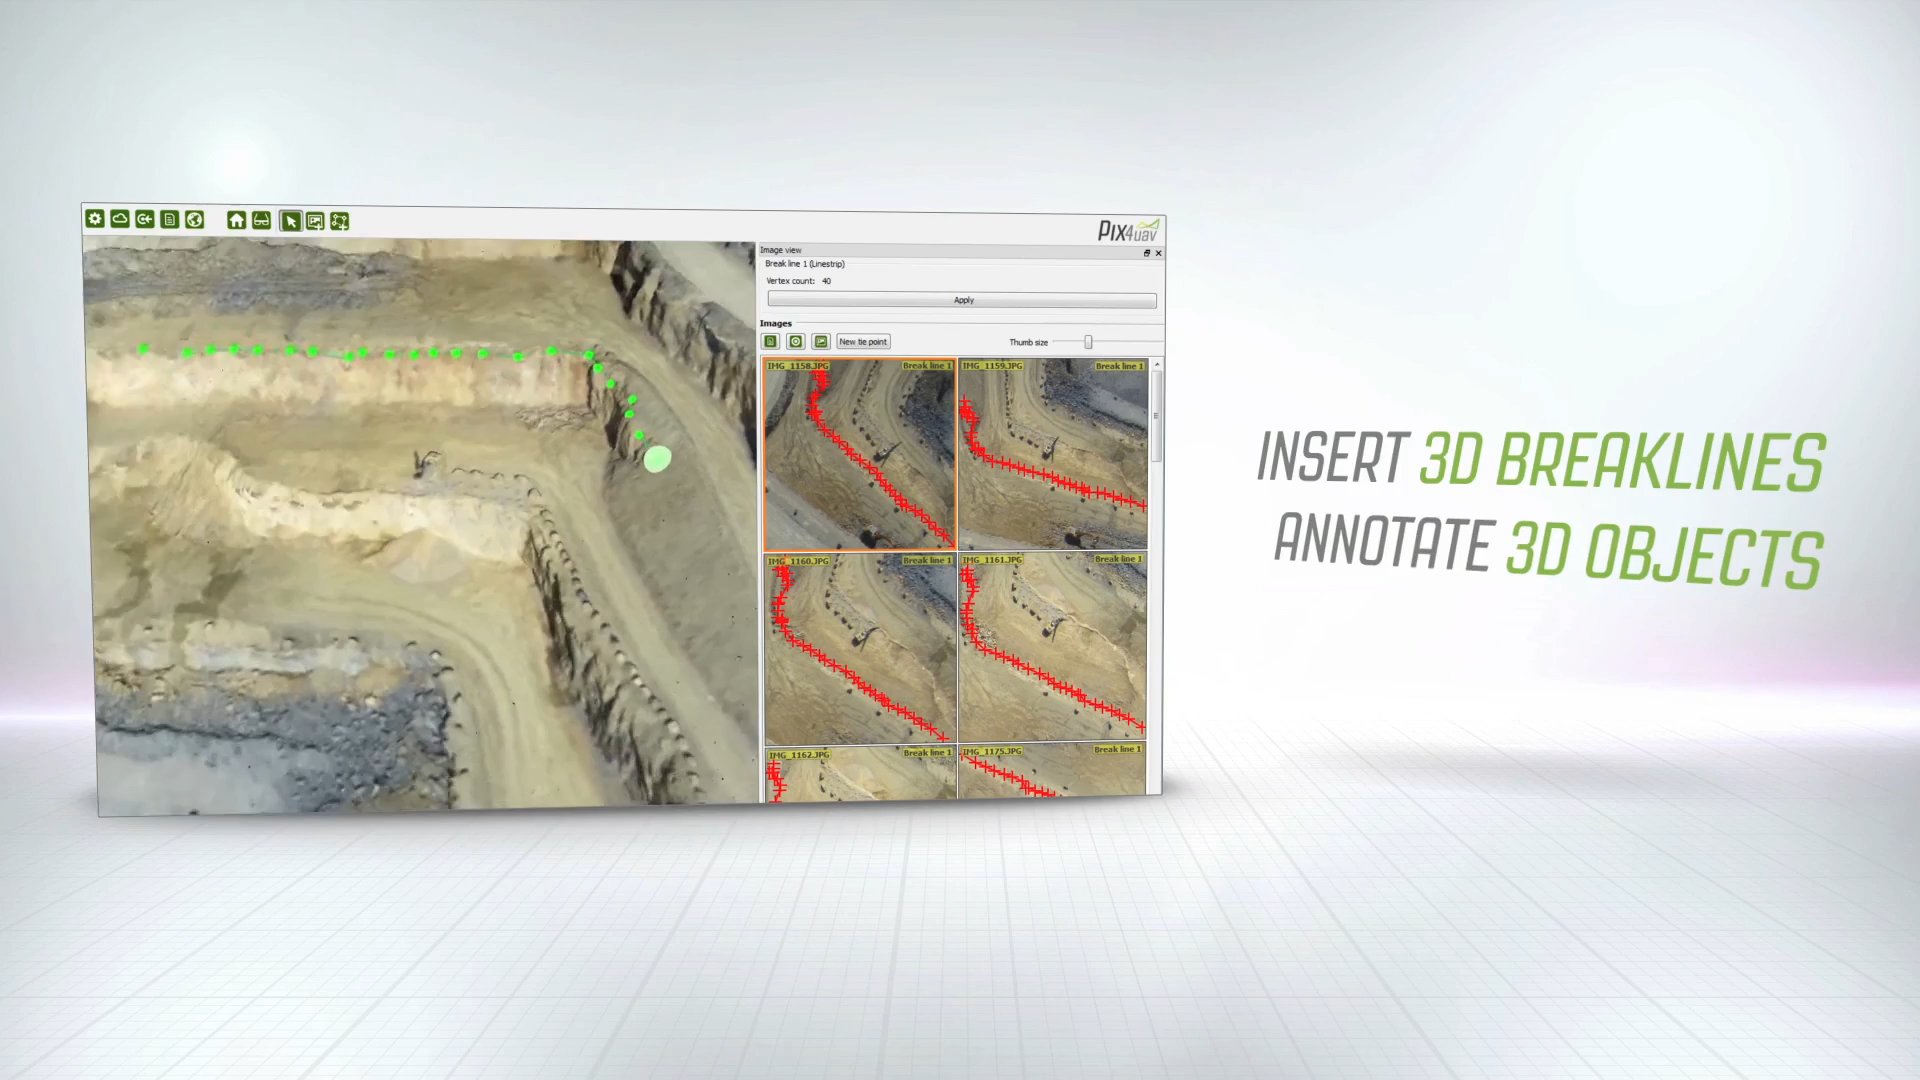 Pix4uav
Image view
Break line 1 (Linestrip)
Vertex count: 40
Apply
Images
New tie point
Thumb size
IMG_1158.JPG Break line 1
IMG_1159.JPG Break line 1
IMG_1160.JPG Break line 1
IMG_1161.JPG Break line 1
IMG_1162.JPG Break line 1
IMG_1175.JPG Break line 1
INSERT 3D BREAKLINES
ANNOTATE 3D OBJECTS